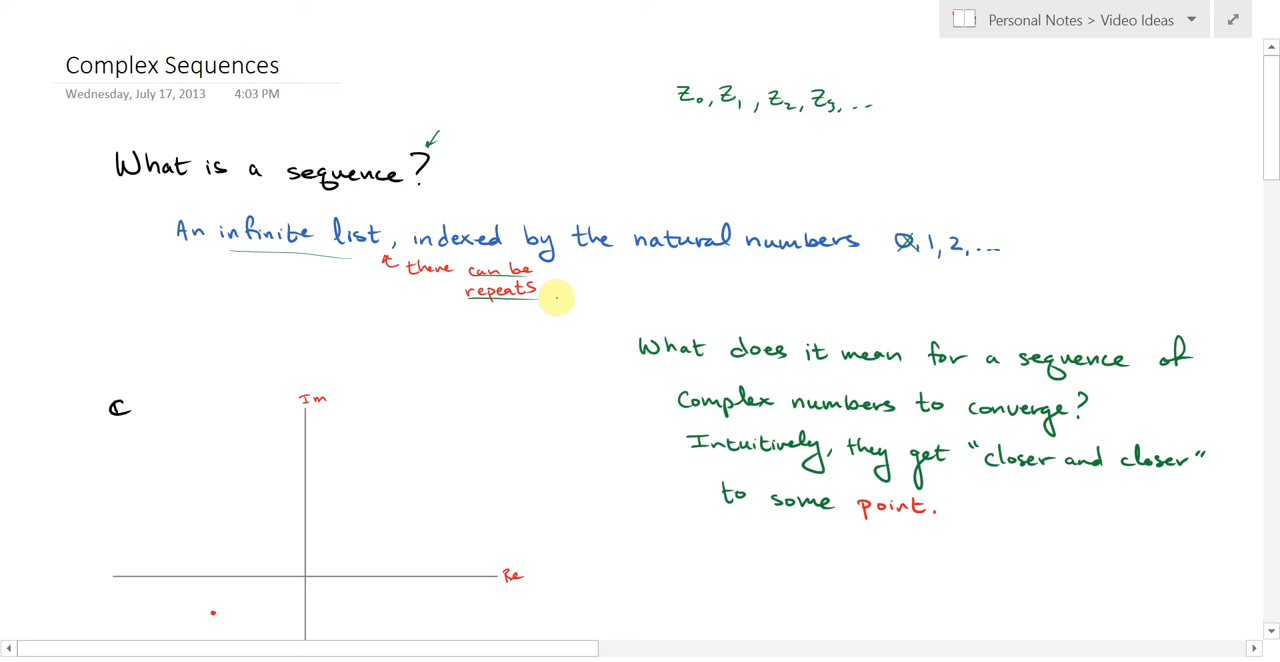 Personal Notes > Video Ideas
Complex Sequences
Wednesday, July 17, 2013 4:03 PM
z₀, z₁, z₂, z₃, ...
What is a sequence?
An infinite list, indexed by the natural numbers 0, 1, 2, ...
there can be
repeats
What does it mean for a sequence of
complex numbers to converge?
Intuitively, they get "closer and closer"
to some point.
ℂ
Im
Re